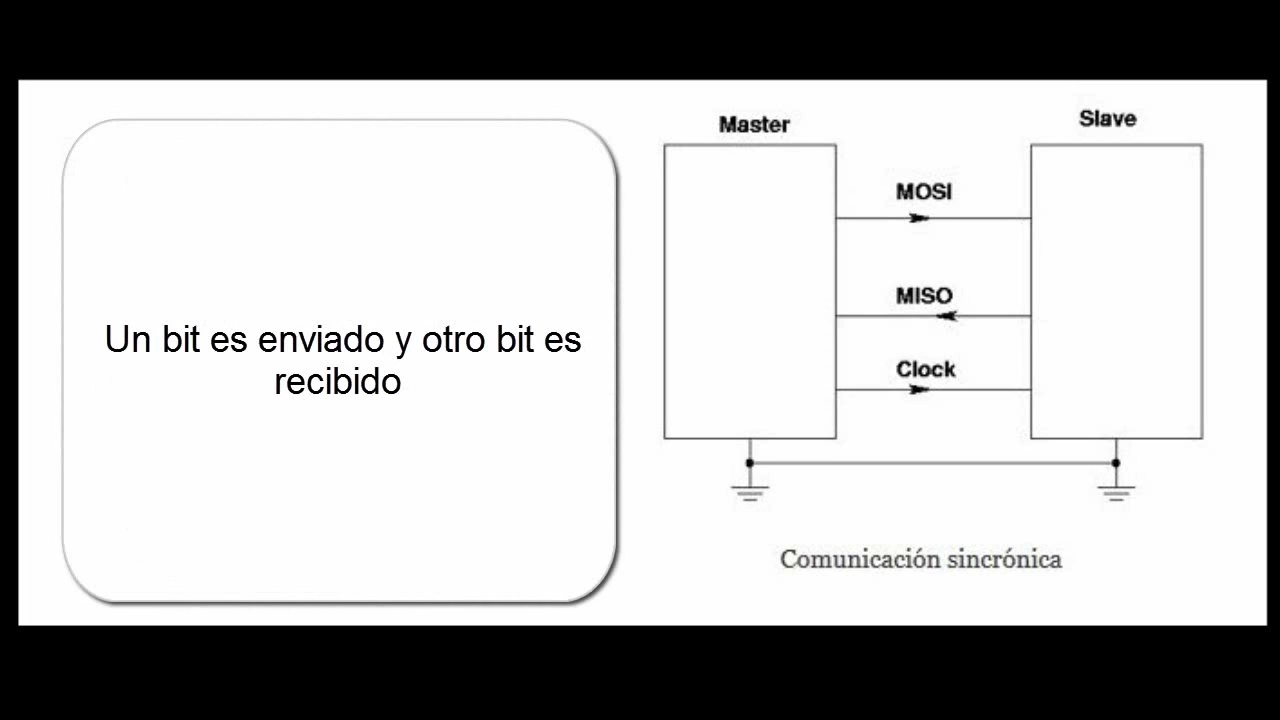 Un bit es enviado y otro bit es
recibido
Master
Slave
MOSI
MISO
Clock
Comunicación sincrónica